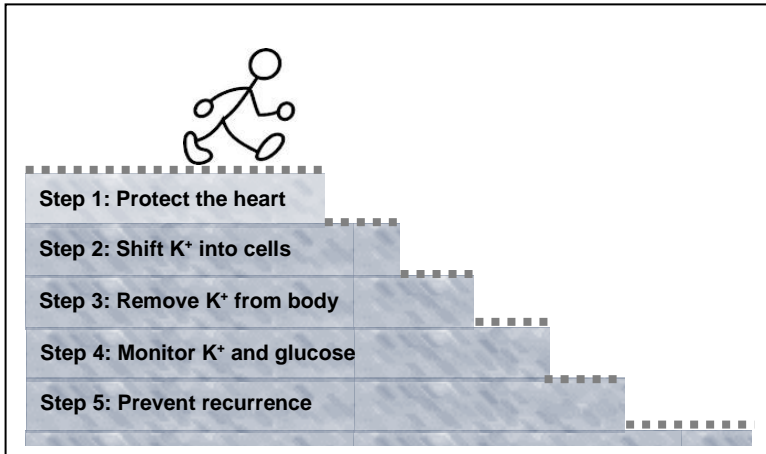 Step 1: Protect the heart
Step 2: Shift K⁺ into cells
Step 3: Remove K⁺ from body
Step 4: Monitor K⁺ and glucose
Step 5: Prevent recurrence